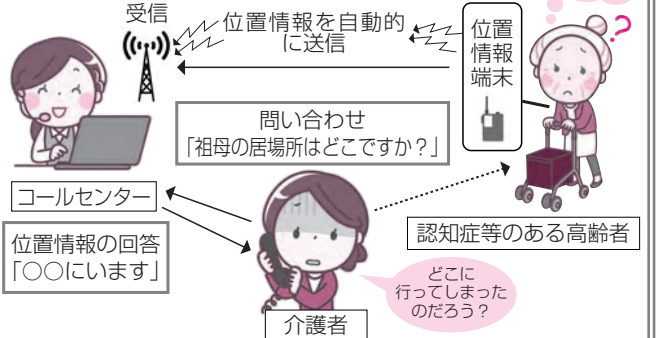 受信
位置情報を自動的
に送信
位置
情報
端末
?
問い合わせ
「祖母の居場所はどこですか？」
コールセンター
認知症等のある高齢者
位置情報の回答
「○○にいます」
どこに
行ってしまった
のだろう？
介護者